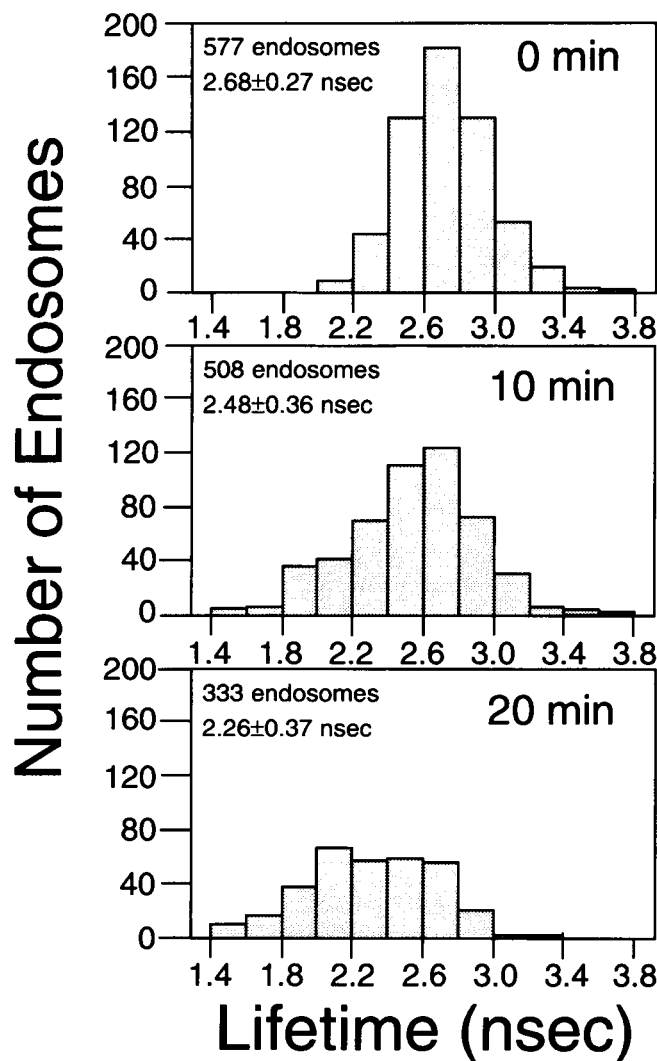 Number of Endosomes
577 endosomes
2.68±0.27 nsec
0 min
200
160
120
80
40
0
1.4 1.8 2.2 2.6 3.0 3.4 3.8
508 endosomes
2.48±0.36 nsec
10 min
200
160
120
80
40
0
1.4 1.8 2.2 2.6 3.0 3.4 3.8
333 endosomes
2.26±0.37 nsec
20 min
200
160
120
80
40
0
1.4 1.8 2.2 2.6 3.0 3.4 3.8
Lifetime (nsec)